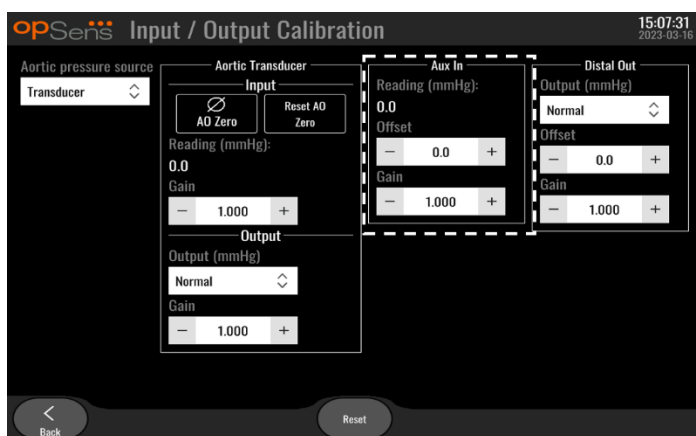 opSens Input / Output Calibration
15:07:31
2023-03-16
Aortic pressure source
Transducer
Aortic Transducer
Input
AO Zero
Reset AO
Zero
Reading (mmHg):
0.0
Gain
− 1.000 +
Output
Output (mmHg)
Normal
Gain
− 1.000 +
Aux In
Reading (mmHg):
0.0
Offset
− 0.0 +
Gain
− 1.000 +
Distal Out
Output (mmHg)
Normal
Offset
− 0.0 +
Gain
− 1.000 +
Back
Reset